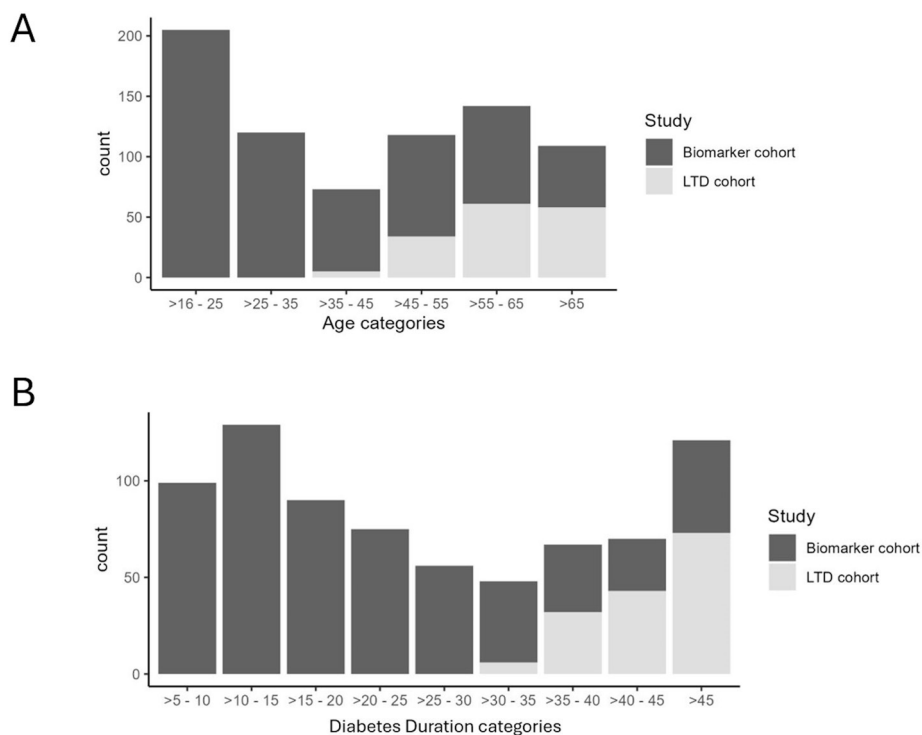 A
200
150
100
50
0
count
>16 - 25 >25 - 35 >35 - 45 >45 - 55 >55 - 65 >65
Age categories
Study
Biomarker cohort
LTD cohort
B
100
50
0
count
>5 - 10 >10 - 15 >15 - 20 >20 - 25 >25 - 30 >30 - 35 >35 - 40 >40 - 45 >45
Diabetes Duration categories
Study
Biomarker cohort
LTD cohort